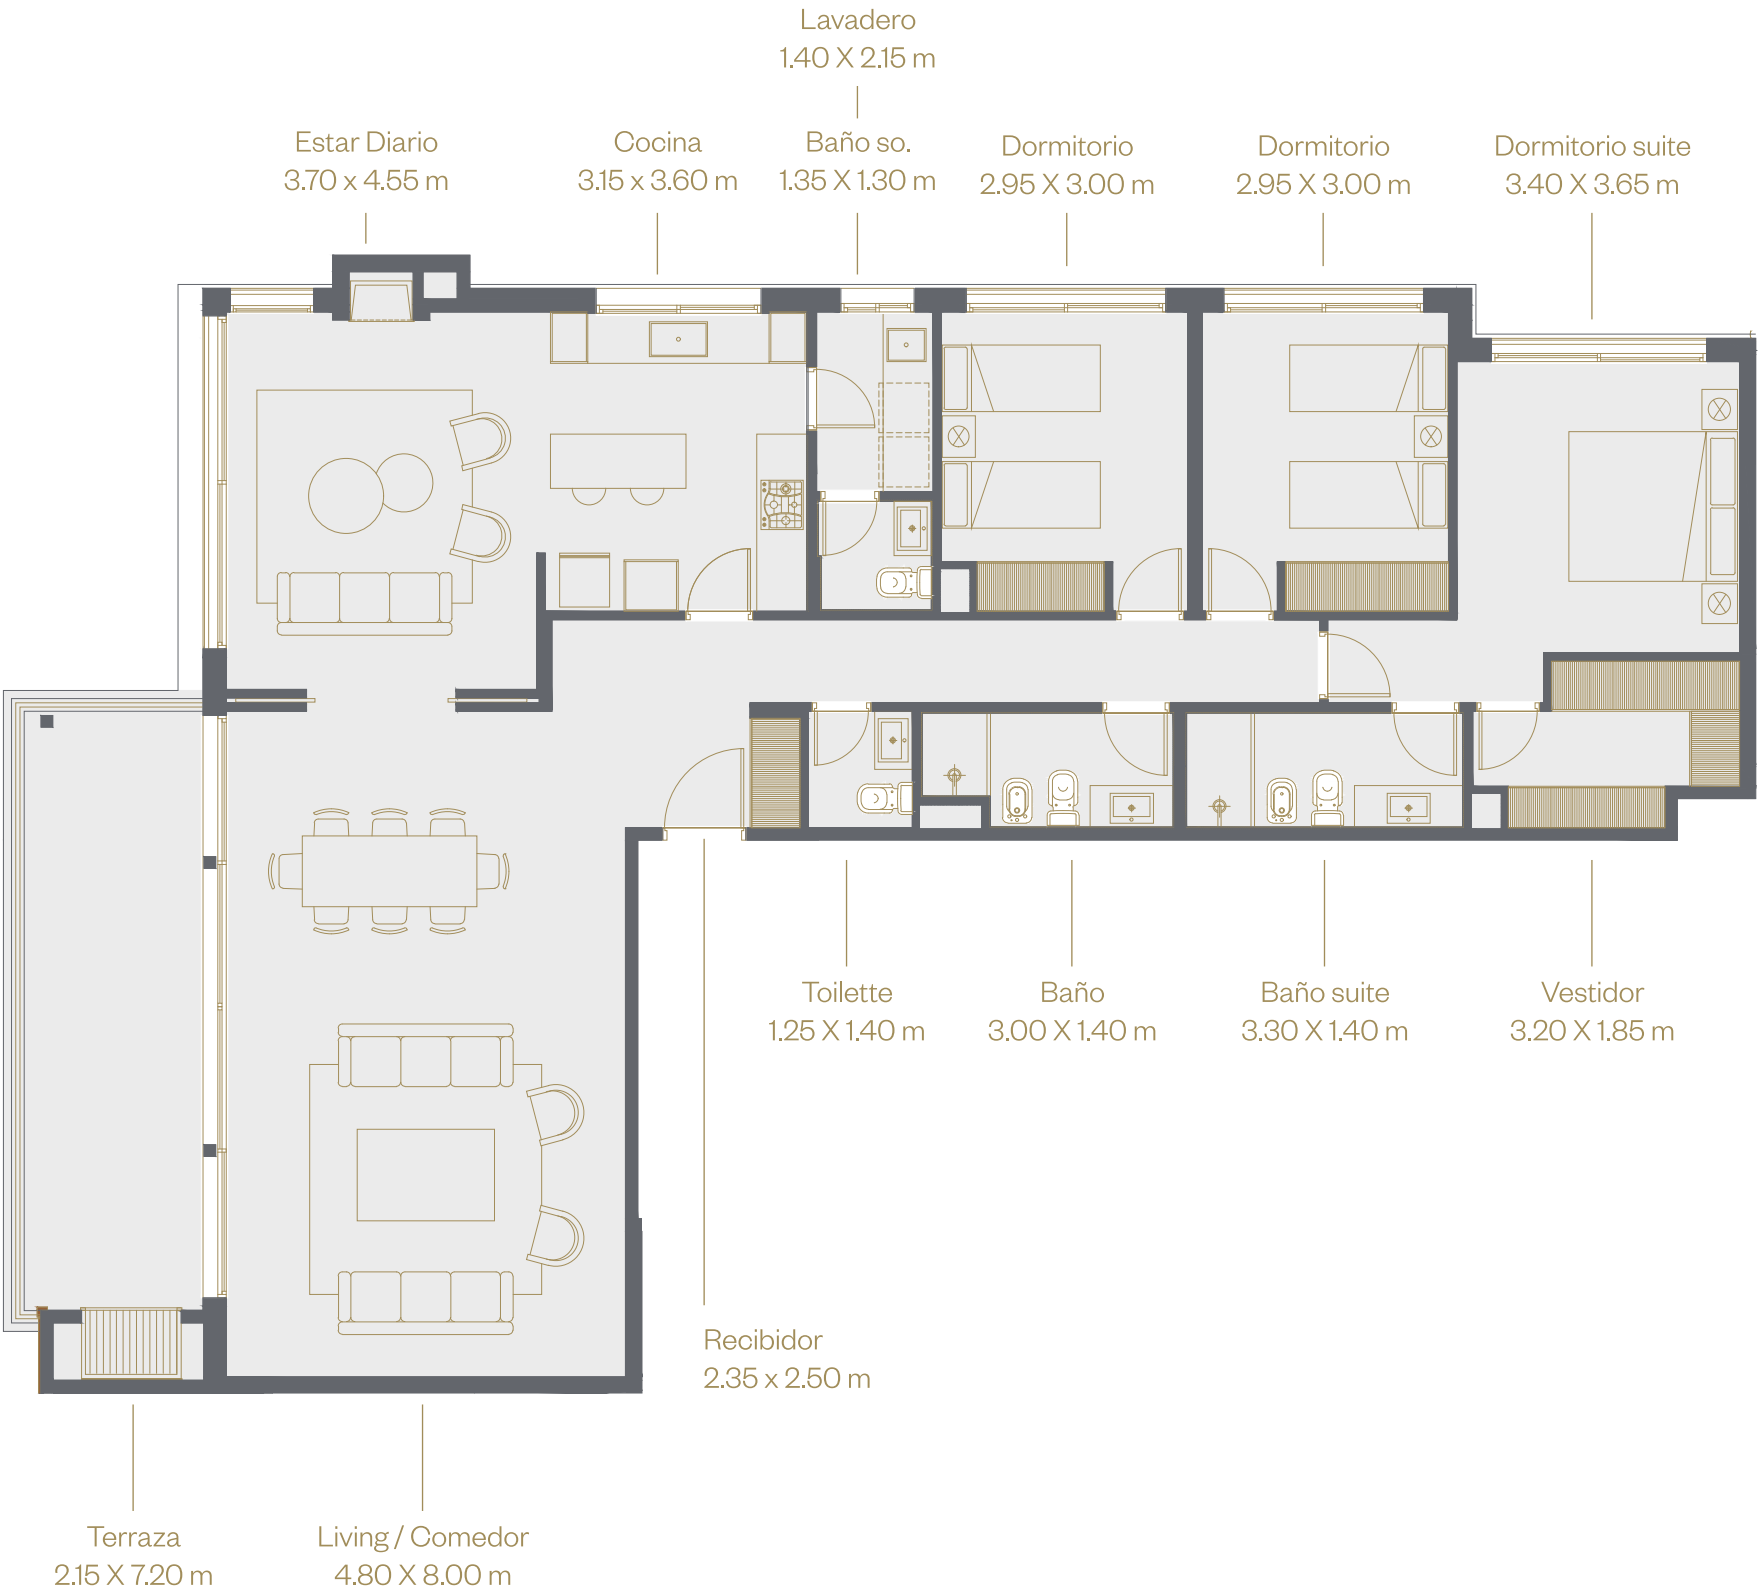 Lavadero
1.40 X 2.15 m
Estar Diario
3.70 x 4.55 m
Cocina
3.15 x 3.60 m
Baño so.
1.35 X 1.30 m
Dormitorio
2.95 X 3.00 m
Dormitorio
2.95 X 3.00 m
Dormitorio suite
3.40 X 3.65 m
Toilette
1.25 X 1.40 m
Baño
3.00 X 1.40 m
Baño suite
3.30 X 1.40 m
Vestidor
3.20 X 1.85 m
Recibidor
2.35 x 2.50 m
Terraza
2.15 X 7.20 m
Living / Comedor
4.80 X 8.00 m